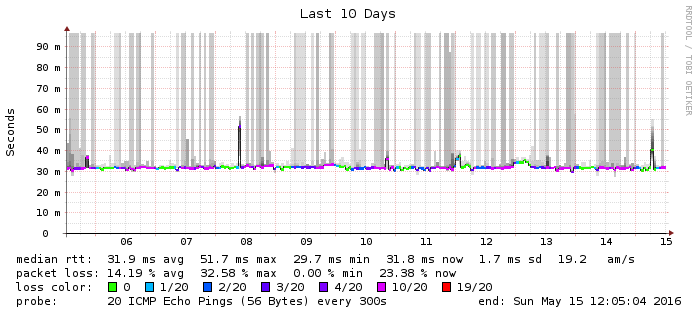 Last 10 Days
RRDTOOL / TOBI OETIKER
Seconds
90 m
80 m
70 m
60 m
50 m
40 m
30 m
20 m
10 m
0
06 07 08 09 10 11 12 13 14 15
median rtt: 31.9 ms avg 51.7 ms max 29.7 ms min 31.8 ms now 1.7 ms sd 19.2 am/s
packet loss: 14.19 % avg 32.58 % max 0.00 % min 23.38 % now
loss color: 0 1/20 2/20 3/20 4/20 10/20 19/20
probe: 20 ICMP Echo Pings (56 Bytes) every 300s end: Sun May 15 12:05:04 2016